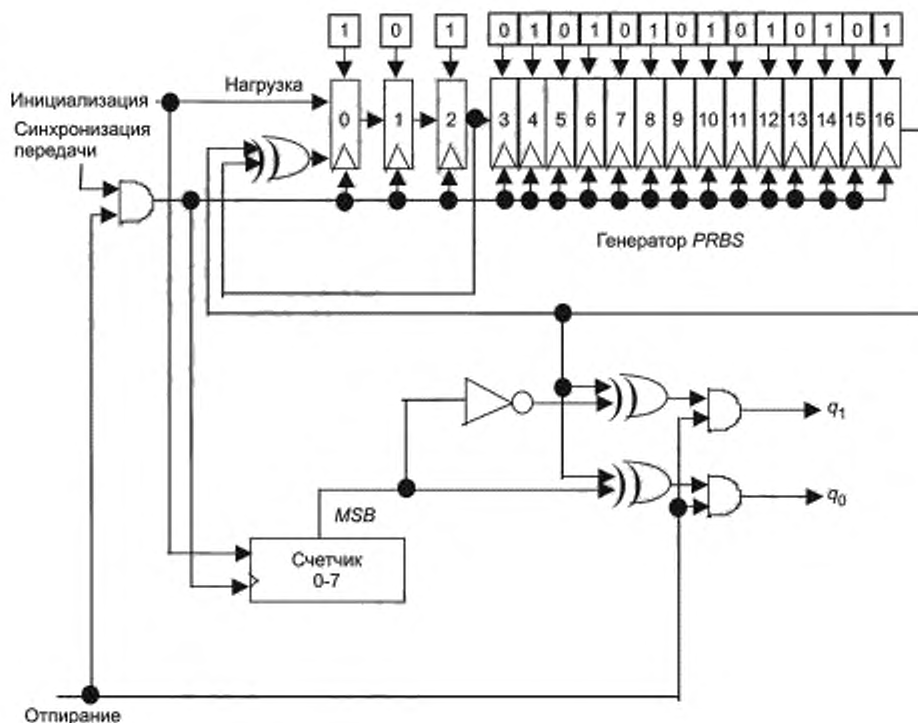 1 0 1 0 1 0 1 0 1 0 1 0 1 0 1 0 1
Нагрузка
Инициализация
0 1 2 3 4 5 6 7 8 9 10 11 12 13 14 15 16
Синхронизация
передачи
Генератор PRBS
q1
q0
MSB
Счетчик
0-7
Отпирание